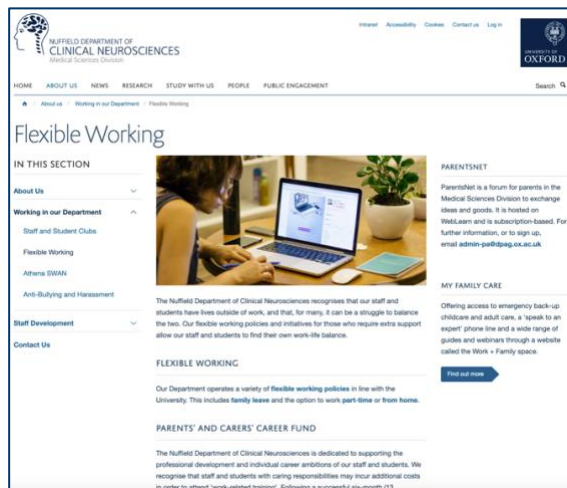 Intranet Accessibility Cookies Contact us Log in
NUFFIELD DEPARTMENT OF
CLINICAL NEUROSCIENCES
Medical Sciences Division
UNIVERSITY OF
OXFORD
HOME ABOUT US NEWS RESEARCH STUDY WITH US PEOPLE PUBLIC ENGAGEMENT
Search
About us / Working in our Department / Flexible Working
Flexible Working
IN THIS SECTION
About Us
Working in our Department
Staff and Student Clubs
Flexible Working
Athena SWAN
Anti-Bullying and Harassment
Staff Development
Contact Us
The Nuffield Department of Clinical Neurosciences recognises that our staff and
students have lives outside of work, and that, for many, it can be a struggle to balance
the two. Our flexible working policies and initiatives for those who require extra support
allow our staff and students to find their own work-life balance.
FLEXIBLE WORKING
Our Department operates a variety of flexible working policies in line with the
University. This includes family leave and the option to work part-time or from home.
PARENTS' AND CARERS' CAREER FUND
The Nuffield Department of Clinical Neurosciences is dedicated to supporting the
professional development and individual career ambitions of our staff and students. We
recognise that staff and students with caring responsibilities may incur additional costs
in order to attend 'work-related training'. Following a successful six-month (13
PARENTSNET
ParentsNet is a forum for parents in the
Medical Sciences Division to exchange
ideas and goods. It is hosted on
WebLearn and is subscription-based. For
further information, or to sign up,
email admin-pa@dpag.ox.ac.uk
MY FAMILY CARE
Offering access to emergency back-up
childcare and adult care, a 'speak to an
expert' phone line and a wide range of
guides and webinars through a website
called the Work + Family space.
Find out more